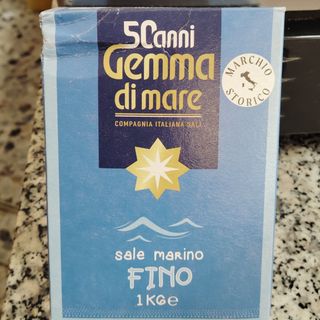 50anni
Gemma
di mare
COMPAGNIA ITALIANA SALI
MARCHIO
STORICO
sale marino
FINO
1KG℮